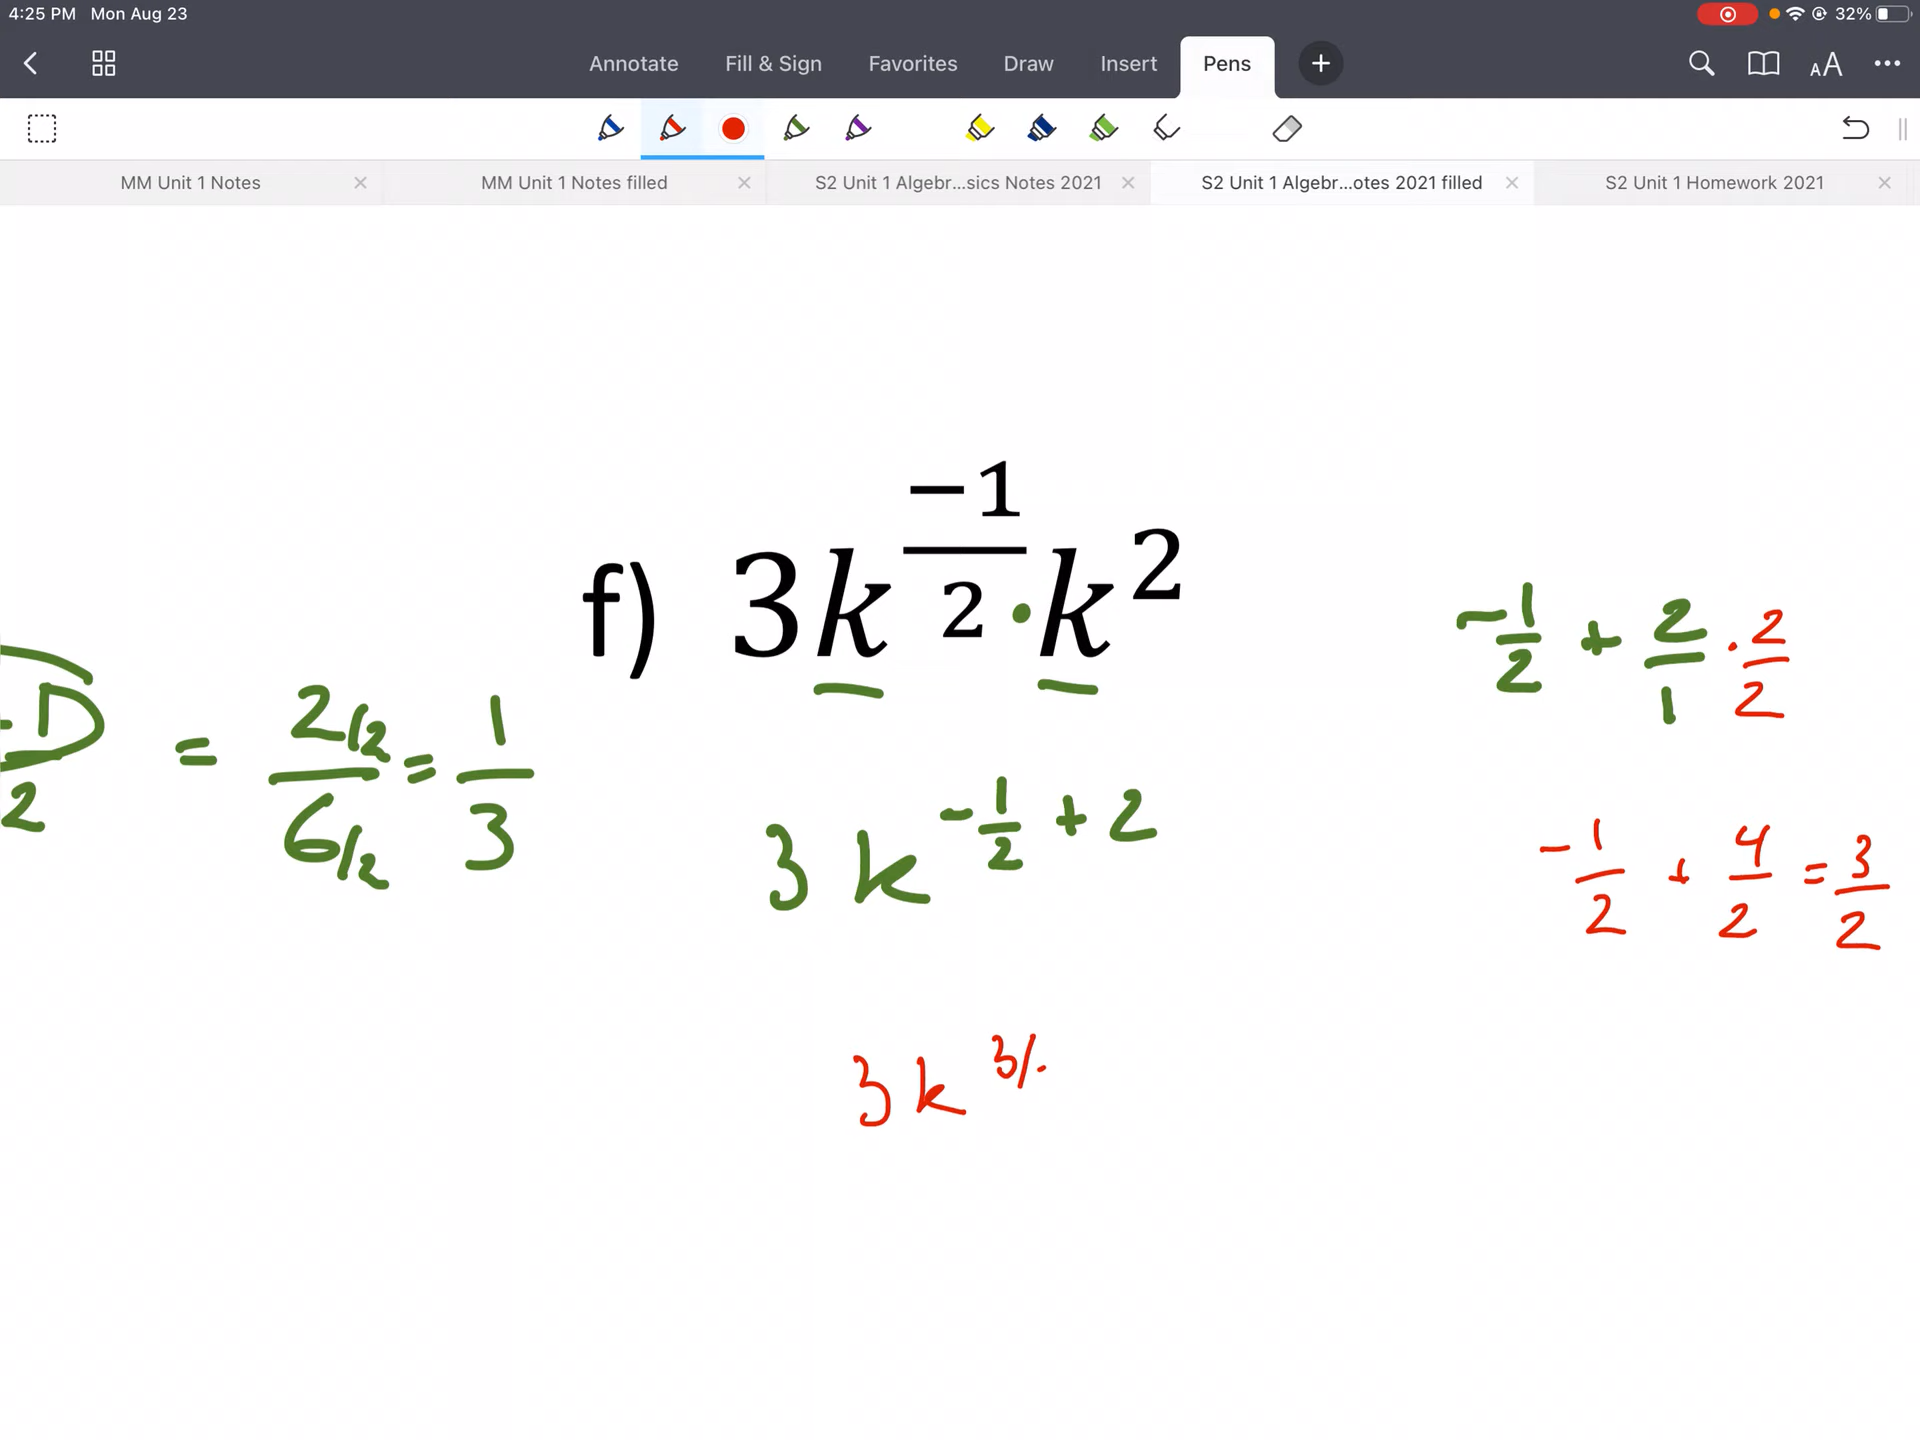 4:25 PM Mon Aug 23 32%
Annotate Fill & Sign Favorites Draw Insert Pens
AA
MM Unit 1 Notes MM Unit 1 Notes filled S2 Unit 1 Algebr...sics Notes 2021 S2 Unit 1 Algebr...otes 2021 filled S2 Unit 1 Homework 2021
f) 3k^(-1/2) · k^2
-1/2 + 2/1 · 2/2
= (2/2)/(6/2) = 1/3
3k^(-1/2 + 2)
-1/2 + 4/2 = 3/2
3k^3/